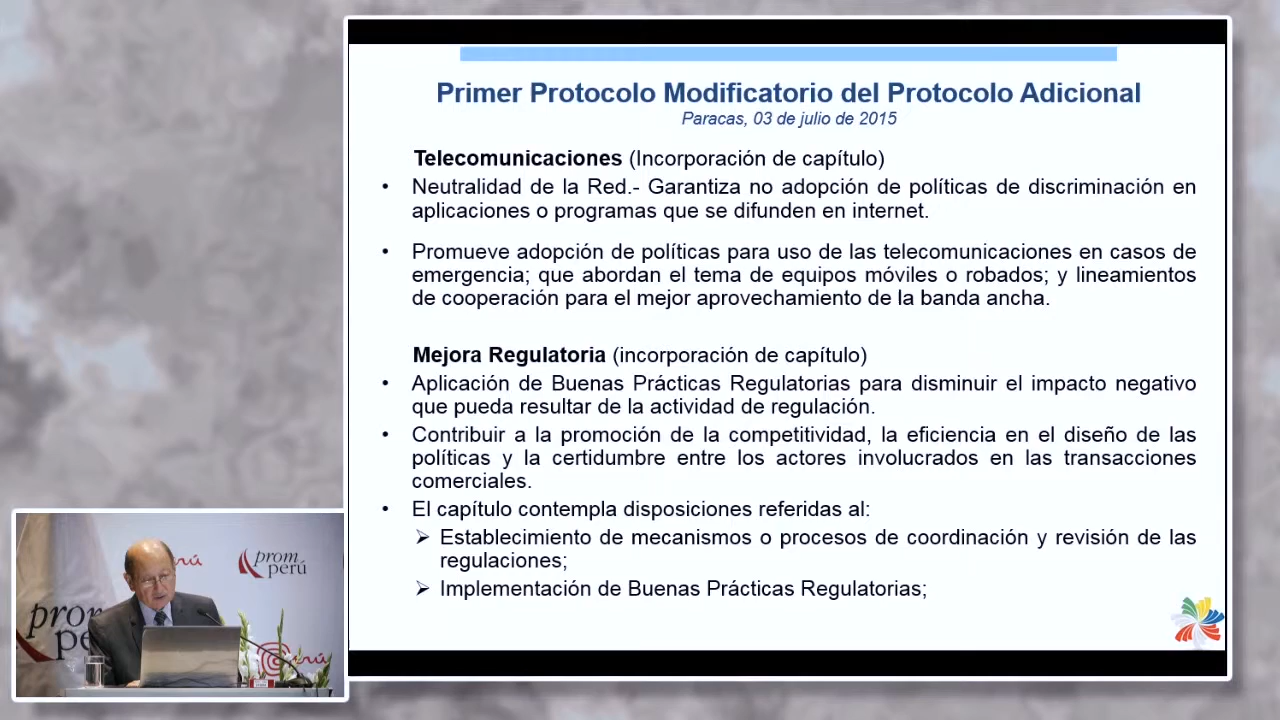 Primer Protocolo Modificatorio del Protocolo Adicional
Paracas, 03 de julio de 2015
Telecomunicaciones (Incorporación de capítulo)
• Neutralidad de la Red.- Garantiza no adopción de políticas de discriminación en
aplicaciones o programas que se difunden en internet.
• Promueve adopción de políticas para uso de las telecomunicaciones en casos de
emergencia; que abordan el tema de equipos móviles o robados; y lineamientos
de cooperación para el mejor aprovechamiento de la banda ancha.
Mejora Regulatoria (incorporación de capítulo)
• Aplicación de Buenas Prácticas Regulatorias para disminuir el impacto negativo
que pueda resultar de la actividad de regulación.
• Contribuir a la promoción de la competitividad, la eficiencia en el diseño de las
políticas y la certidumbre entre los actores involucrados en las transacciones
comerciales.
• El capítulo contempla disposiciones referidas al:
➢ Establecimiento de mecanismos o procesos de coordinación y revisión de las
regulaciones;
➢ Implementación de Buenas Prácticas Regulatorias;
prom
perú